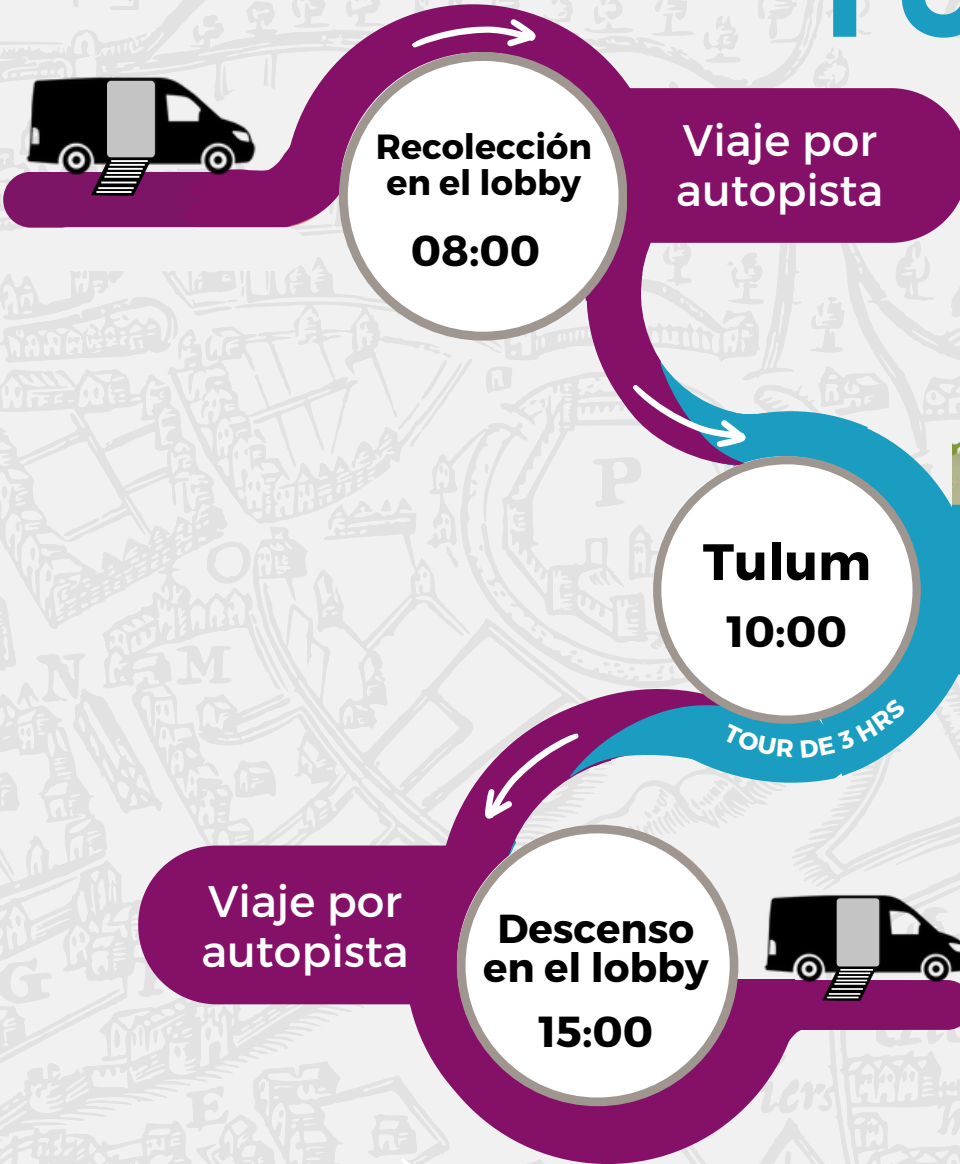 Recolección
en el lobby
08:00
Viaje por
autopista
Tulum
10:00
TOUR DE 3 HRS
Viaje por
autopista
Descenso
en el lobby
15:00